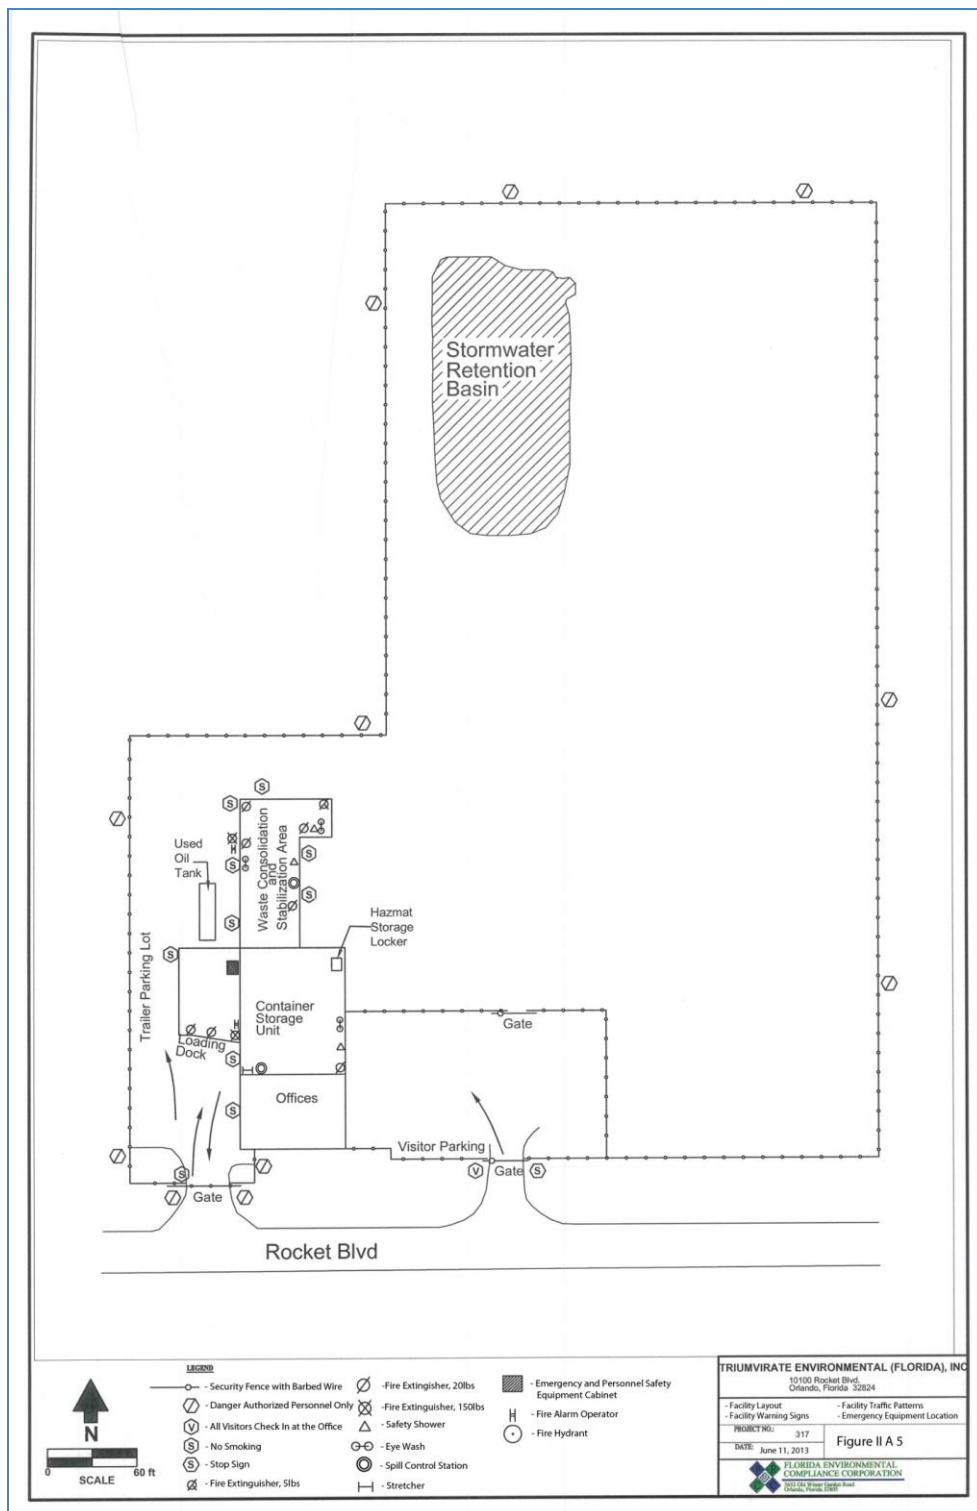 Stormwater
Retention
Basin
Used
Oil
Tank
Waste Consolidation
and
Stabilization Area
Hazmat
Storage
Locker
Trailer Parking Lot
Container
Storage
Unit
Loading
Dock
Gate
Offices
Visitor Parking
Gate
Gate
Rocket Blvd
LEGEND
- Security Fence with Barbed Wire
- Danger Authorized Personnel Only
- All Visitors Check In at the Office
- No Smoking
- Stop Sign
- Fire Extinguisher, 5lbs
-Fire Extingisher, 20lbs
-Fire Extinguisher, 150lbs
- Safety Shower
- Eye Wash
- Spill Control Station
- Stretcher
- Emergency and Personnel Safety
Equipment Cabinet
- Fire Alarm Operator
- Fire Hydrant
N
0 60 ft
SCALE
TRIUMVIRATE ENVIRONMENTAL (FLORIDA), INC
10100 Rocket Blvd.
Orlando, Florida 32824
- Facility Layout
- Facility Warning Signs
- Facility Traffic Patterns
- Emergency Equipment Location
PROJECT NO.: 317
DATE: June 11, 2013
Figure II A 5
FLORIDA ENVIRONMENTAL
COMPLIANCE CORPORATION